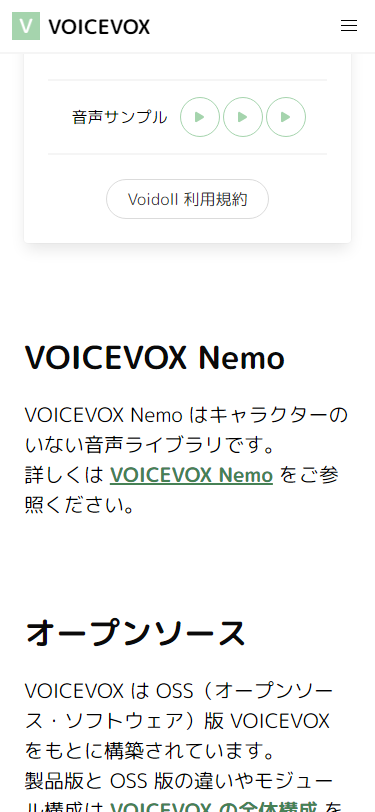 V VOICEVOX
音声サンプル
Voidoll 利用規約
VOICEVOX Nemo
VOICEVOX Nemo はキャラクターの
いない音声ライブラリです。
詳しくは VOICEVOX Nemo をご参
照ください。
オープンソース
VOICEVOX は OSS（オープンソー
ス・ソフトウェア）版 VOICEVOX
をもとに構築されています。
製品版と OSS 版の違いやモジュー
ル構成は VOICEVOX の全体構成 を